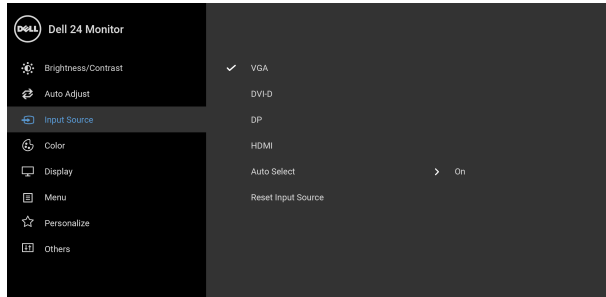 DELL Dell 24 Monitor
Brightness/Contrast
VGA
Auto Adjust
DVI-D
Input Source
DP
Color
HDMI
Display
Auto Select On
Menu
Reset Input Source
Personalize
Others